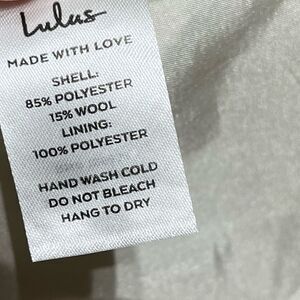 Lulus
MADE WITH LOVE
SHELL:
85% POLYESTER
15% WOOL
LINING:
100% POLYESTER
HAND WASH COLD
DO NOT BLEACH
HANG TO DRY